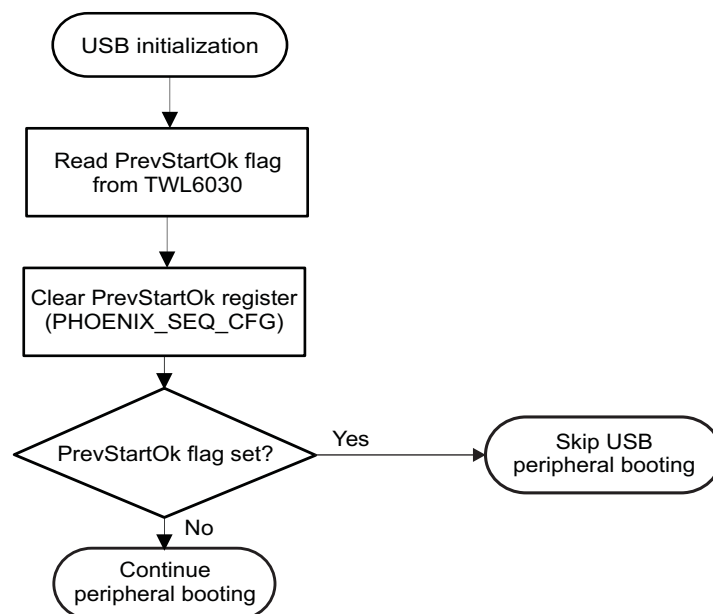 USB initialization
Read PrevStartOk flag
from TWL6030
Clear PrevStartOk register
(PHOENIX_SEQ_CFG)
PrevStartOk flag set?
Yes
Skip USB
peripheral booting
No
Continue
peripheral booting